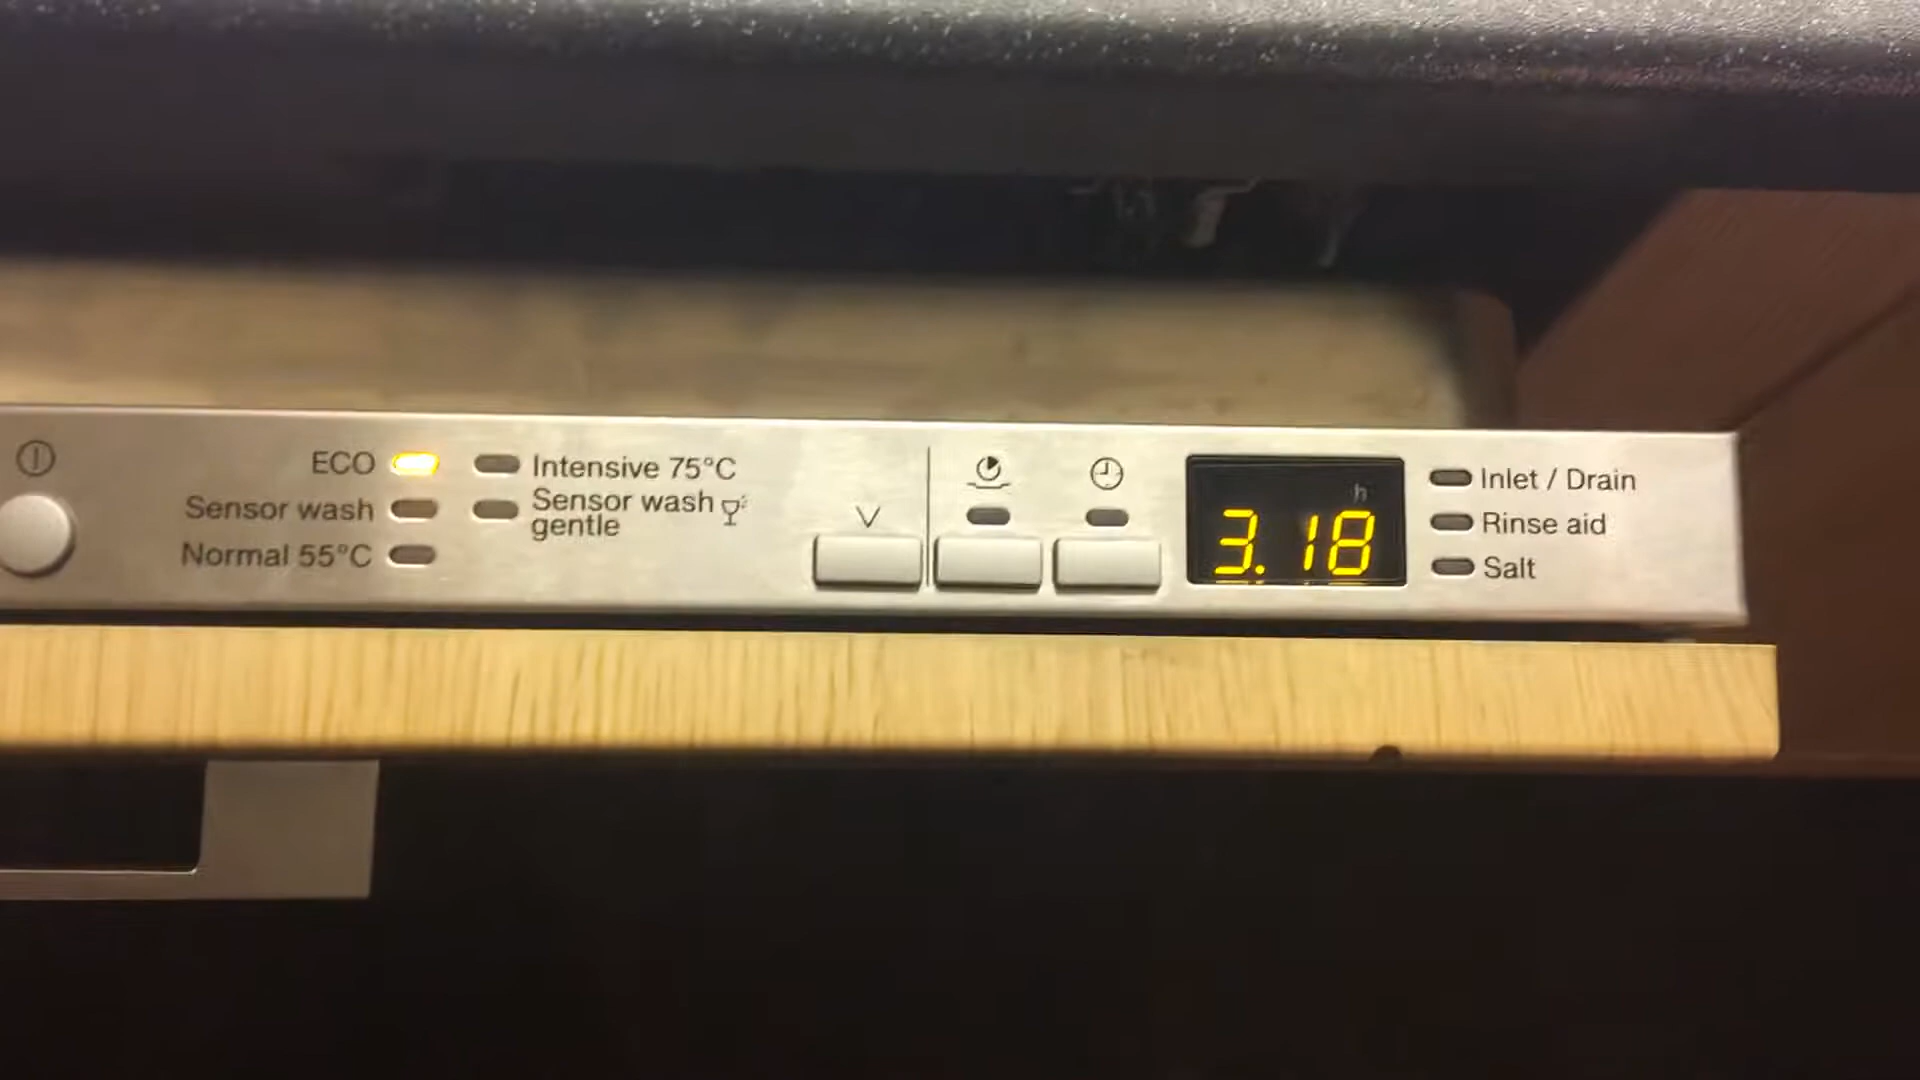 ECO
Sensor wash
Normal 55°C
Intensive 75°C
Sensor wash
gentle
h
3.18
Inlet / Drain
Rinse aid
Salt